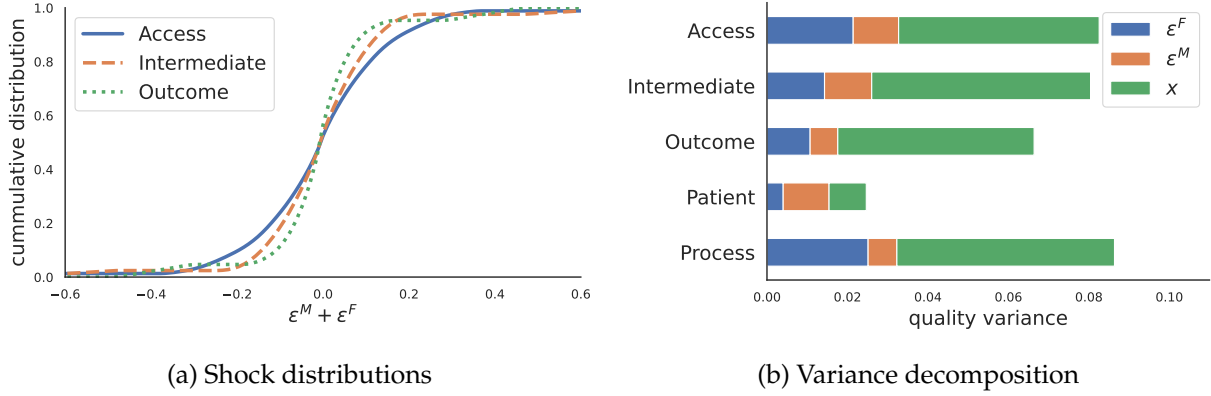 1.0
0.8
0.6
0.4
0.2
0.0
cummulative distribution
Access
Intermediate
Outcome
−0.6
−0.4
−0.2
0.0
0.2
0.4
0.6
ε^M + ε^F
(a) Shock distributions
Access
Intermediate
Outcome
Patient
Process
ε^F
ε^M
x
0.00
0.02
0.04
0.06
0.08
0.10
quality variance
(b) Variance decomposition